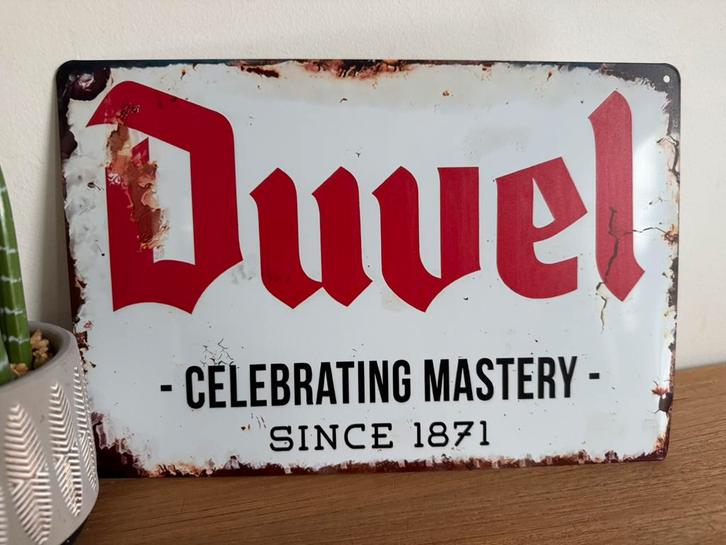 Duvel
- CELEBRATING MASTERY -
SINCE 1871